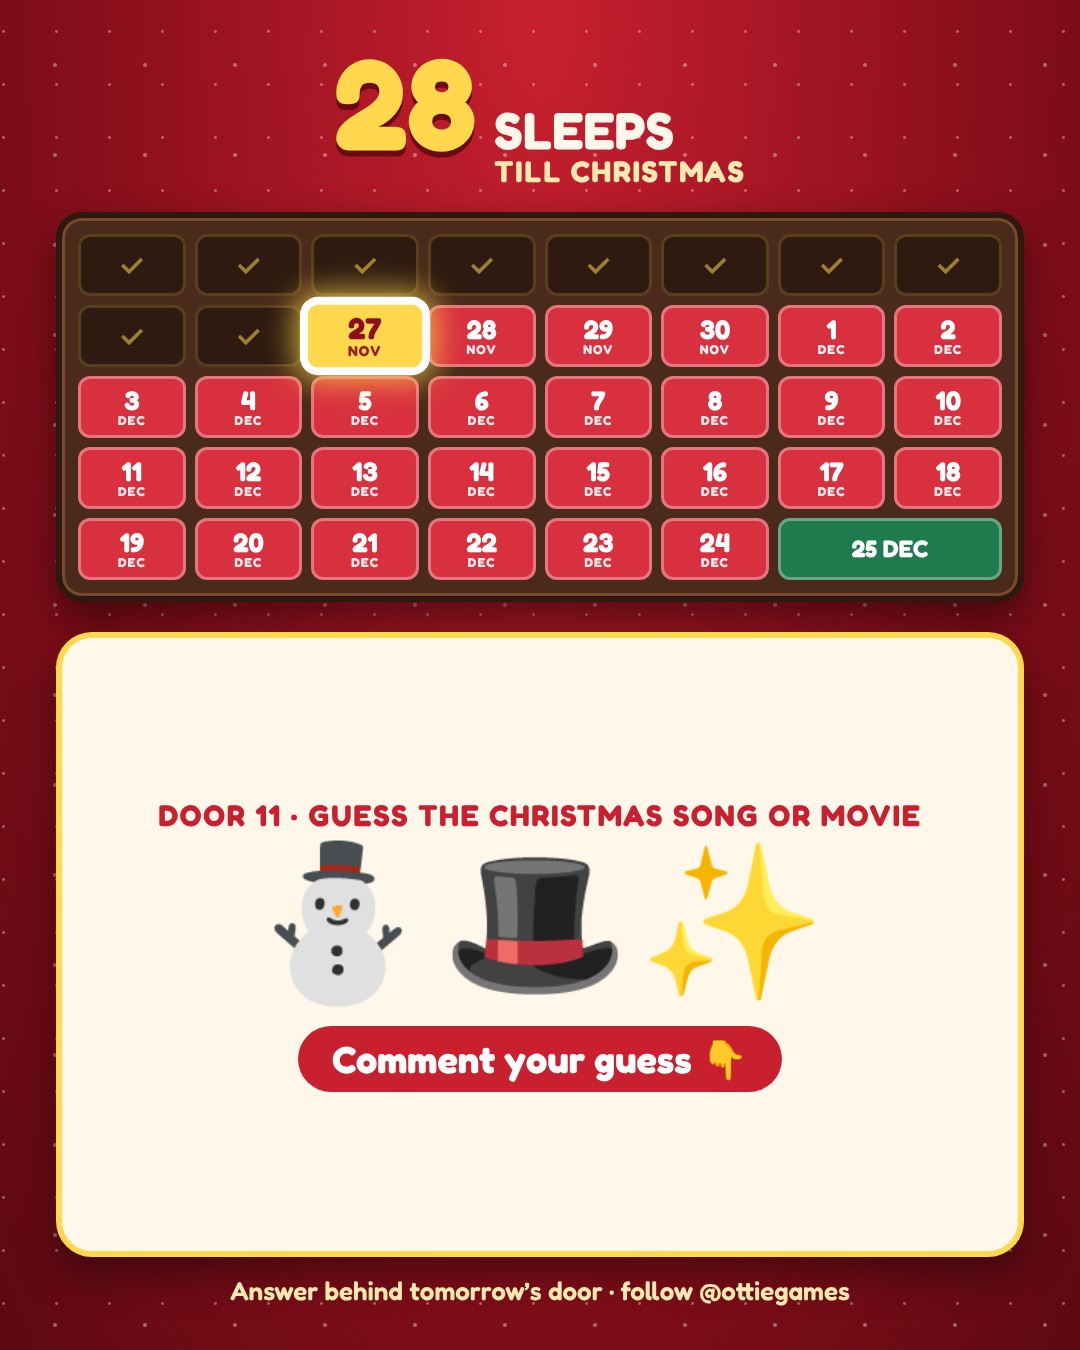 28 SLEEPS
TILL CHRISTMAS
27 NOV
28 NOV
29 NOV
30 NOV
1 DEC
2 DEC
3 DEC
4 DEC
5 DEC
6 DEC
7 DEC
8 DEC
9 DEC
10 DEC
11 DEC
12 DEC
13 DEC
14 DEC
15 DEC
16 DEC
17 DEC
18 DEC
19 DEC
20 DEC
21 DEC
22 DEC
23 DEC
24 DEC
25 DEC
DOOR 11 · GUESS THE CHRISTMAS SONG OR MOVIE
Comment your guess 👇
Answer behind tomorrow’s door · follow @ottiegames